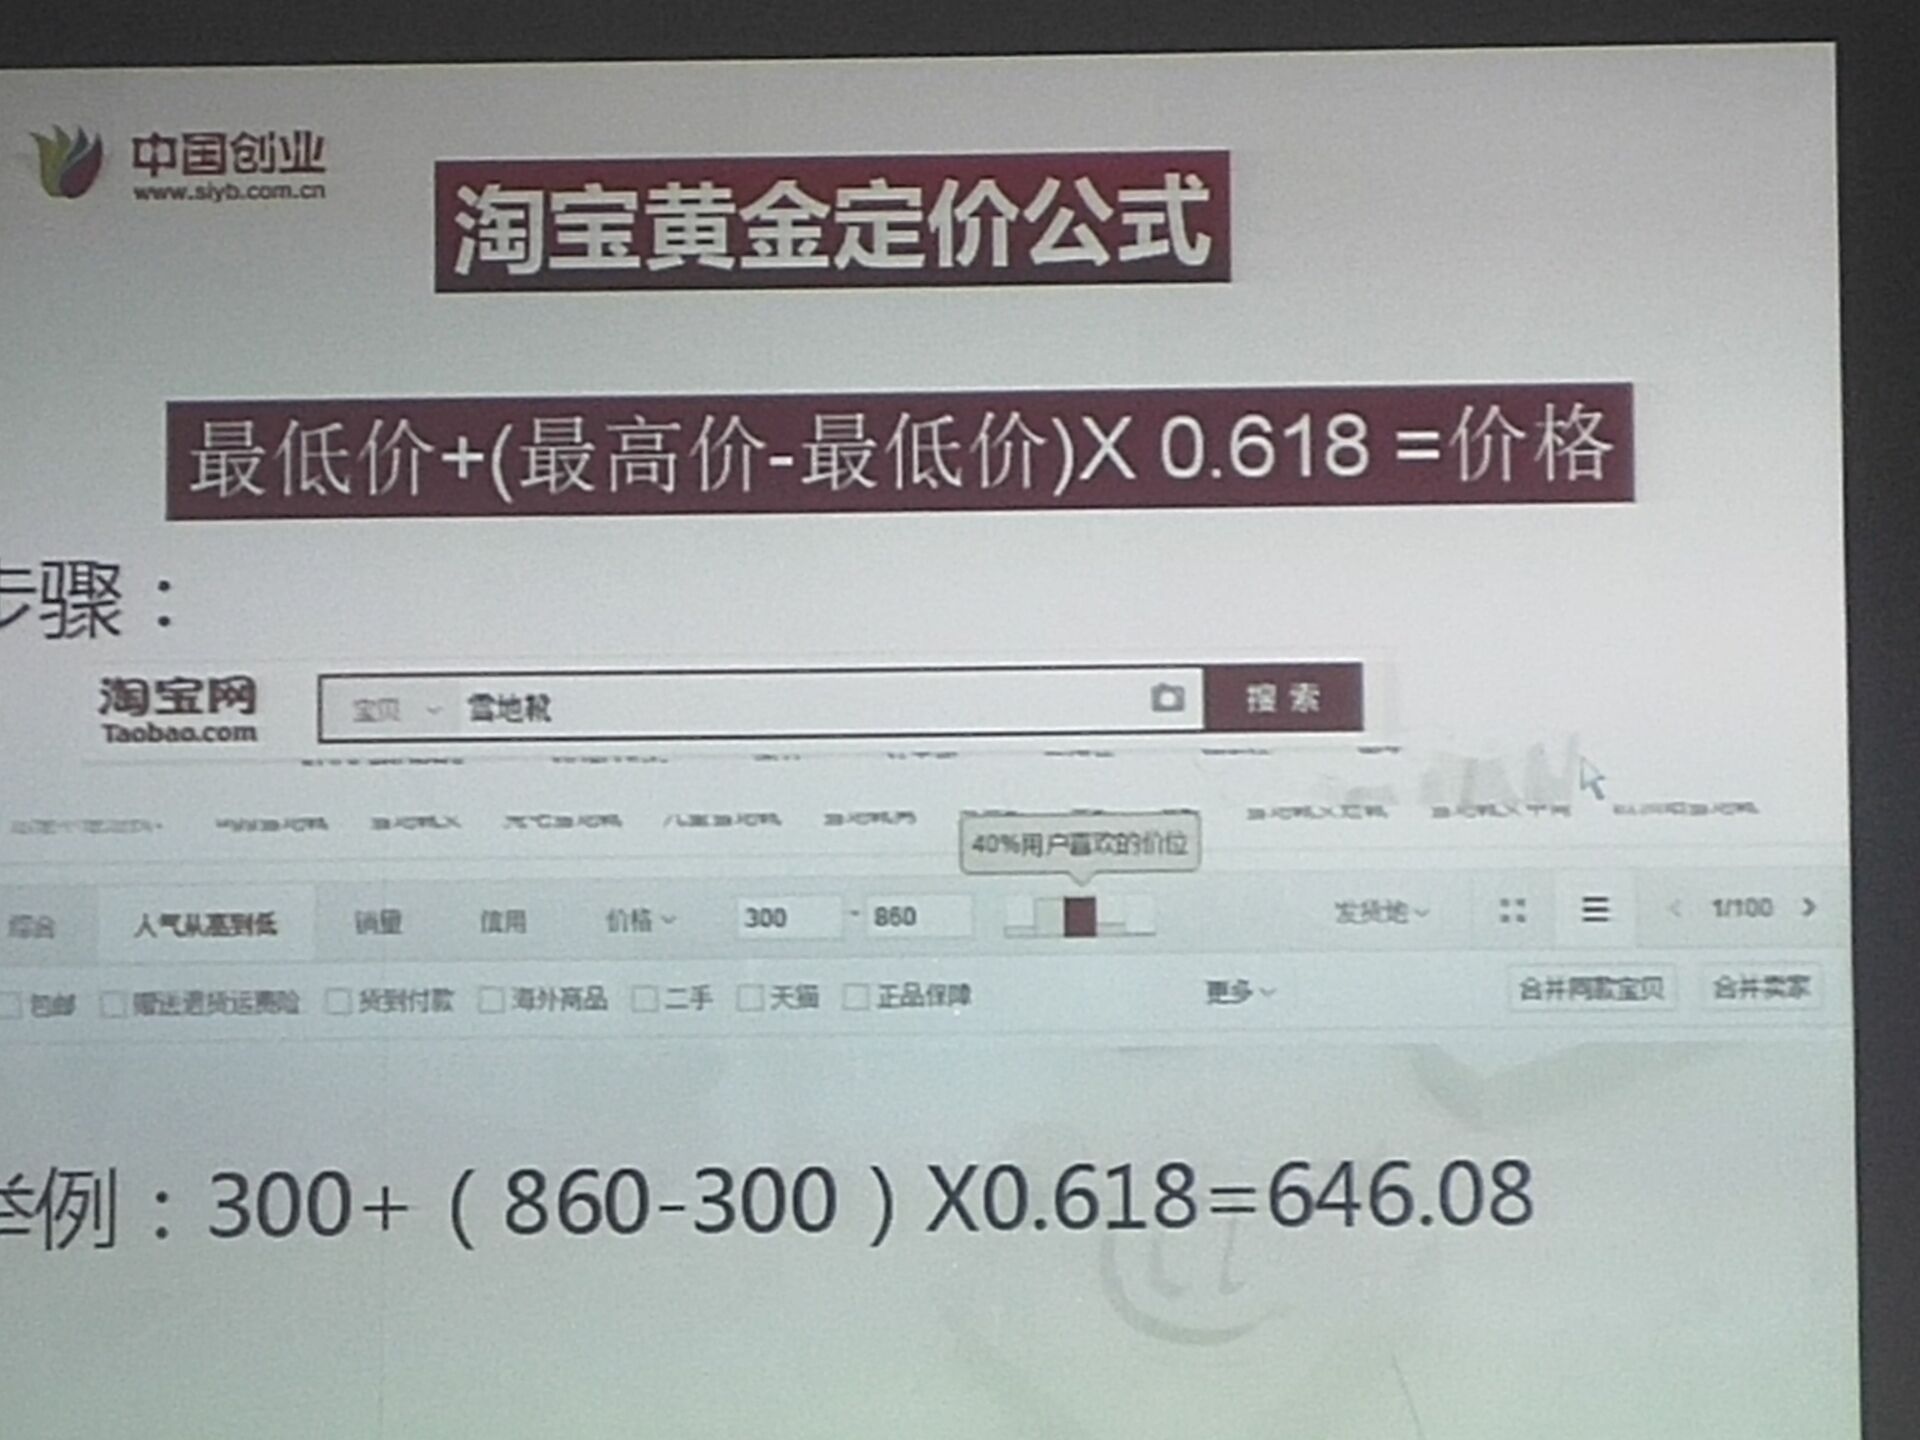 中国创业
www.siyb.com.cn
淘宝黄金定价公式
最低价+(最高价-最低价)X 0.618 =价格
步骤：
淘宝网
Taobao.com
宝贝 雪地靴 搜索
40%用户喜欢的价位
综合 人气从高到低 销量 信用 价格 300 - 860 发货地 < 1/100 >
包邮 赠送退货运费险 货到付款 海外商品 二手 天猫 正品保障 更多 合并同款宝贝 合并卖家
举例：300+（860-300）X0.618=646.08